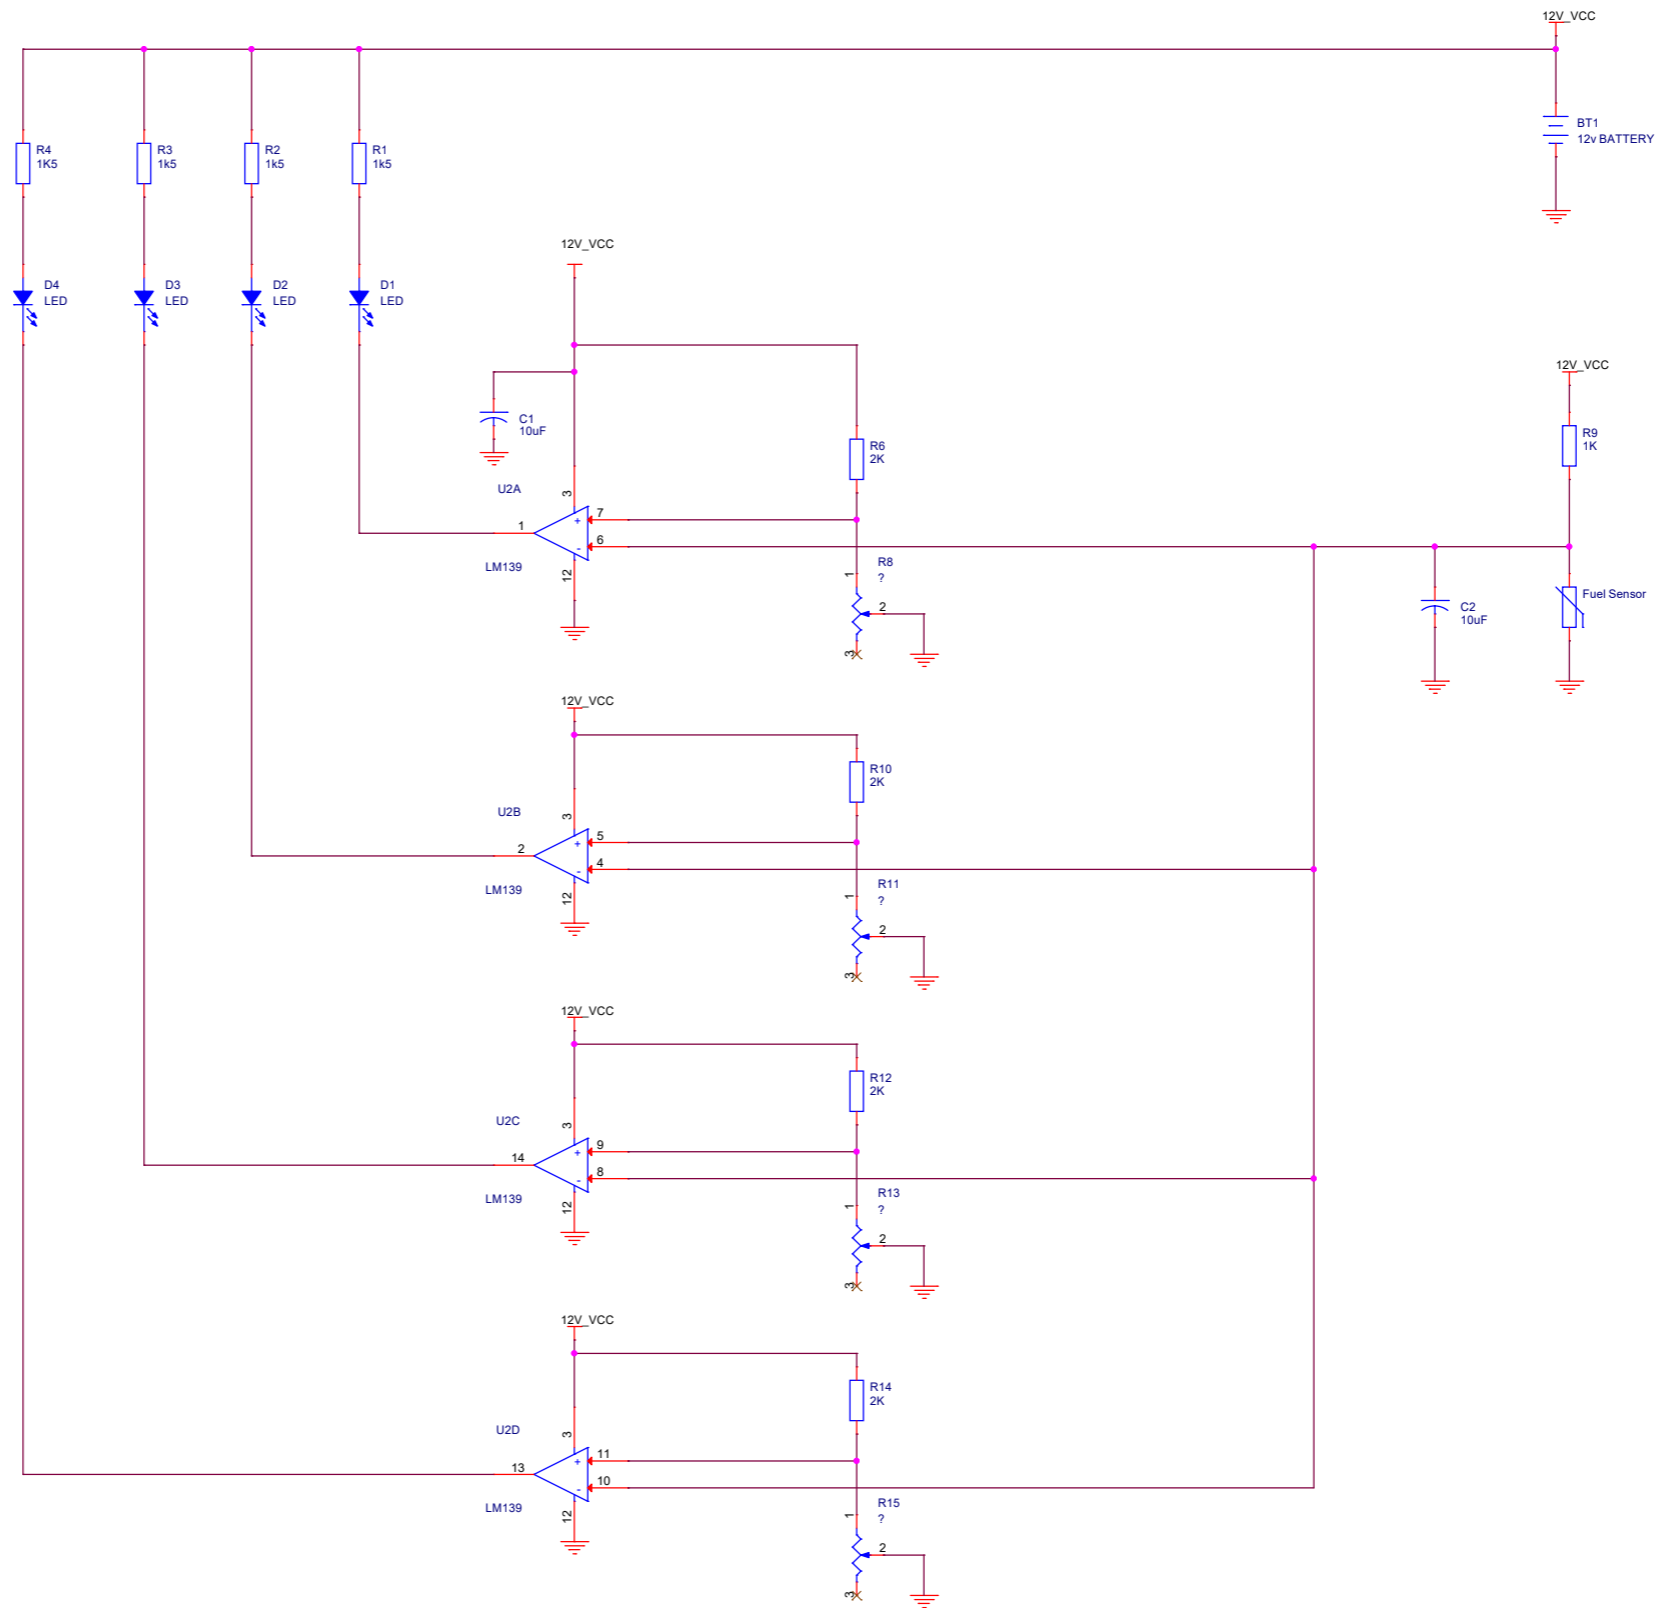 12V_VCC
BT1
12v BATTERY
R4
1K5
R3
1k5
R2
1k5
R1
1k5
D4
LED
D3
LED
D2
LED
D1
LED
12V_VCC
C1
10uF
R6
2K
U2A
3
1
+
7
-
6
12
LM139
R8
?
1
2
3
12V_VCC
R9
1K
C2
10uF
Fuel Sensor
12V_VCC
R10
2K
U2B
3
2
+
5
-
4
12
LM139
R11
?
1
2
3
12V_VCC
R12
2K
U2C
3
14
+
9
-
8
12
LM139
R13
?
1
2
3
12V_VCC
R14
2K
U2D
3
13
+
11
-
10
12
LM139
R15
?
1
2
3